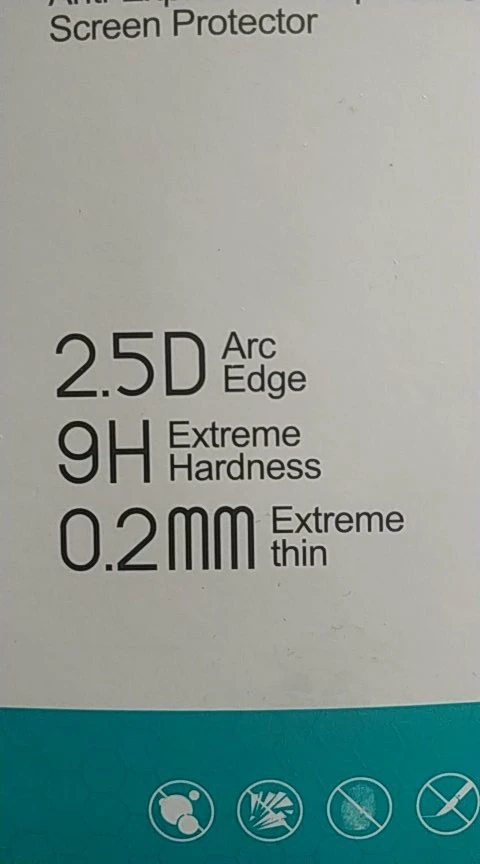 Screen Protector
2.5D Arc
Edge
9H Extreme
Hardness
0.2mm Extreme
thin